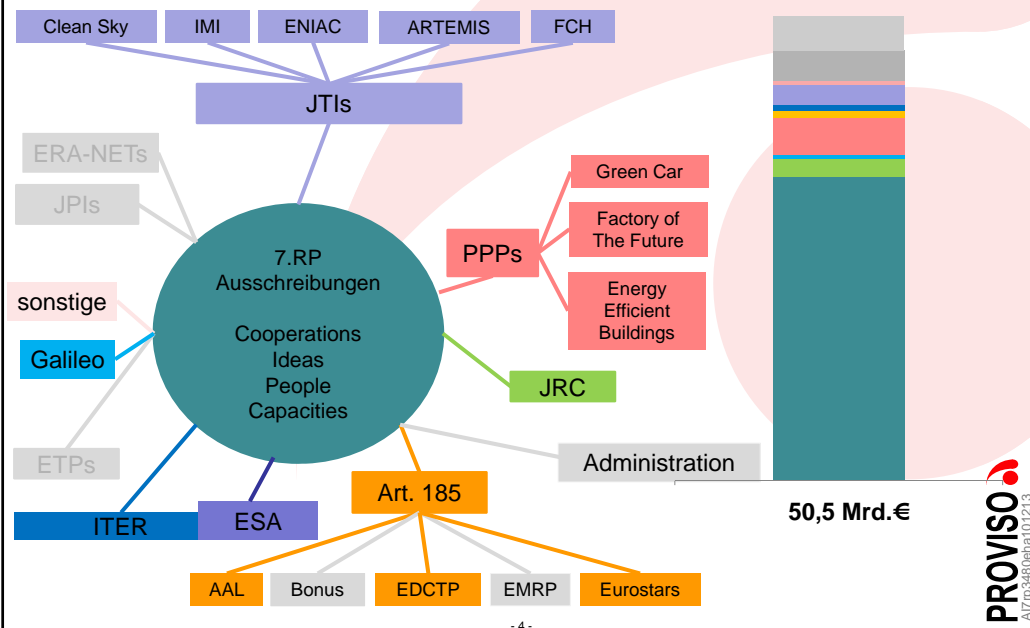 Clean Sky
IMI
ENIAC
ARTEMIS
FCH
JTIs
ERA-NETs
JPIs
7.RP
Ausschreibungen
Cooperations
Ideas
People
Capacities
PPPs
Green Car
Factory of
The Future
Energy
Efficient
Buildings
sonstige
Galileo
JRC
ETPs
Administration
Art. 185
ITER
ESA
AAL
Bonus
EDCTP
EMRP
Eurostars
50,5 Mrd.€
PROVISO
AI7rp3480eha101213
- 4 -